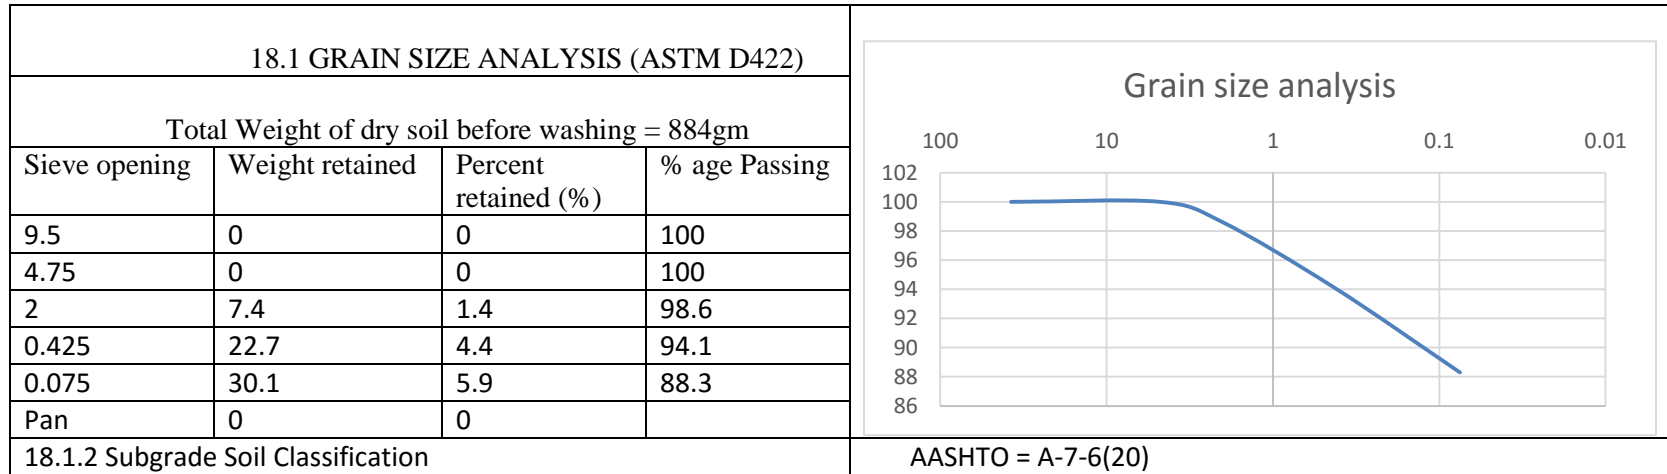 18.1 GRAIN SIZE ANALYSIS (ASTM D422)
Total Weight of dry soil before washing = 884gm
Sieve opening Weight retained Percent retained (%) % age Passing
9.5 0 0 100
4.75 0 0 100
2 7.4 1.4 98.6
0.425 22.7 4.4 94.1
0.075 30.1 5.9 88.3
Pan 0 0
Grain size analysis
100 10 1 0.1 0.01
102
100
98
96
94
92
90
88
86
18.1.2 Subgrade Soil Classification
AASHTO = A-7-6(20)